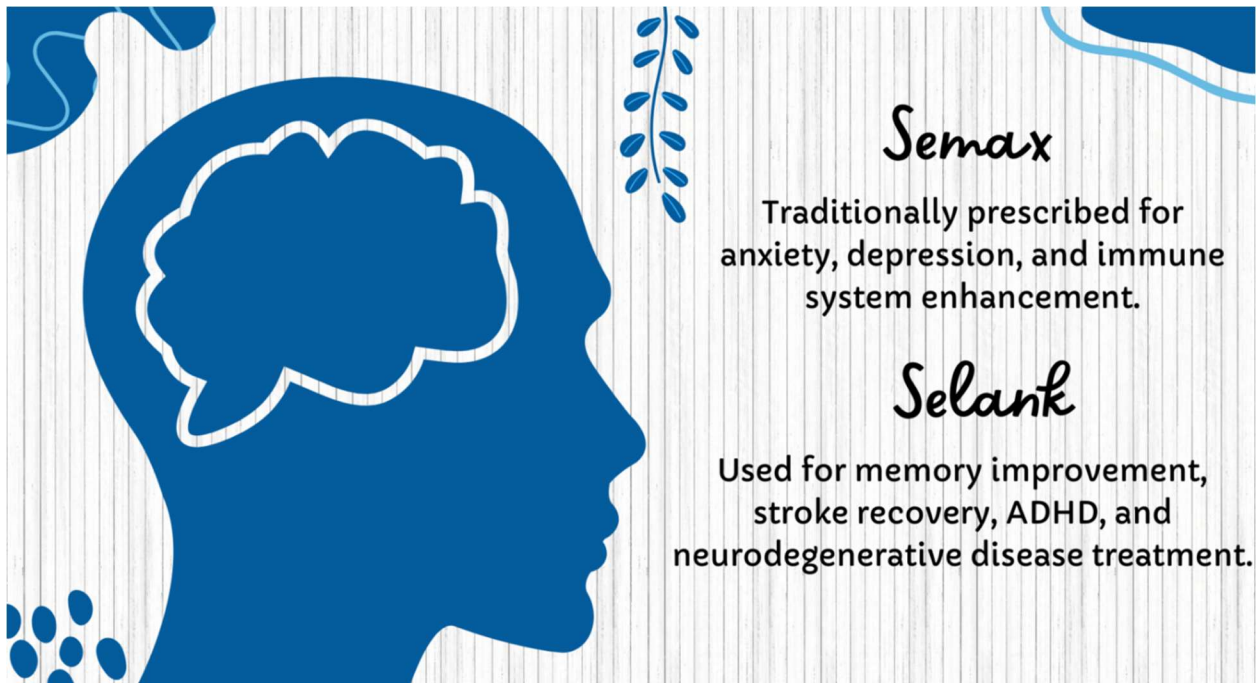 Semax
Traditionally prescribed for
anxiety, depression, and immune
system enhancement.
Selank
Used for memory improvement,
stroke recovery, ADHD, and
neurodegenerative disease treatment.